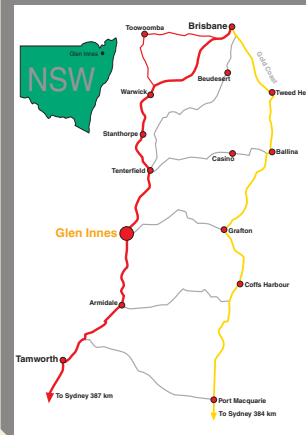 Toowoomba
Brisbane
Glen Innes
NSW
Gold Coast
Beudesert
Warwick
Tweed He
Stanthorpe
Casino
Ballina
Tenterfield
Glen Innes
Grafton
Coffs Harbour
Armidale
Tamworth
To Sydney 387 km
Port Macquarie
To Sydney 384 km